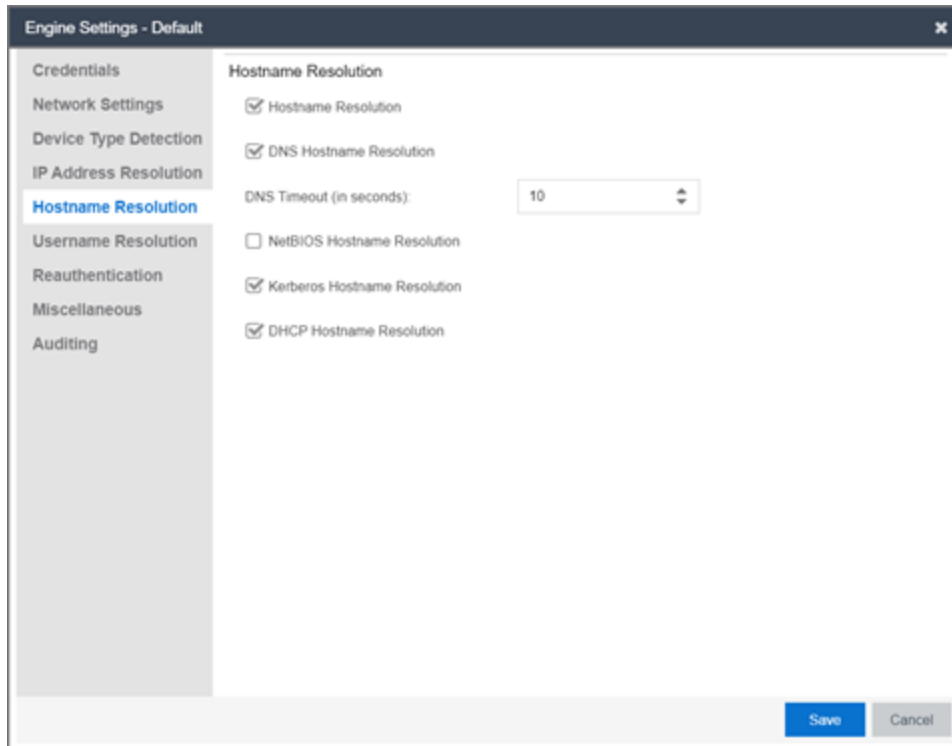 Engine Settings - Default
Credentials
Network Settings
Device Type Detection
IP Address Resolution
Hostname Resolution
Username Resolution
Reauthentication
Miscellaneous
Auditing
Hostname Resolution
Hostname Resolution
DNS Hostname Resolution
DNS Timeout (in seconds): 10
NetBIOS Hostname Resolution
Kerberos Hostname Resolution
DHCP Hostname Resolution
Save Cancel